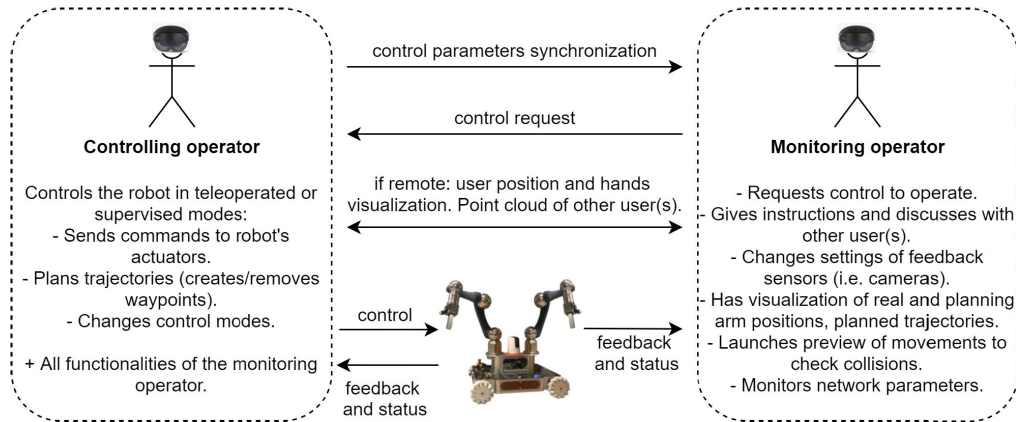 control parameters synchronization
control request
Controlling operator
Controls the robot in teleoperated or
supervised modes:
- Sends commands to robot's
actuators.
- Plans trajectories (creates/removes
waypoints).
- Changes control modes.
+ All functionalities of the monitoring
operator.
if remote: user position and hands
visualization. Point cloud of other user(s).
control
feedback
and status
feedback
and status
Monitoring operator
- Requests control to operate.
- Gives instructions and discusses with
other user(s).
- Changes settings of feedback
sensors (i.e. cameras).
- Has visualization of real and planning
arm positions, planned trajectories.
- Launches preview of movements to
check collisions.
- Monitors network parameters.